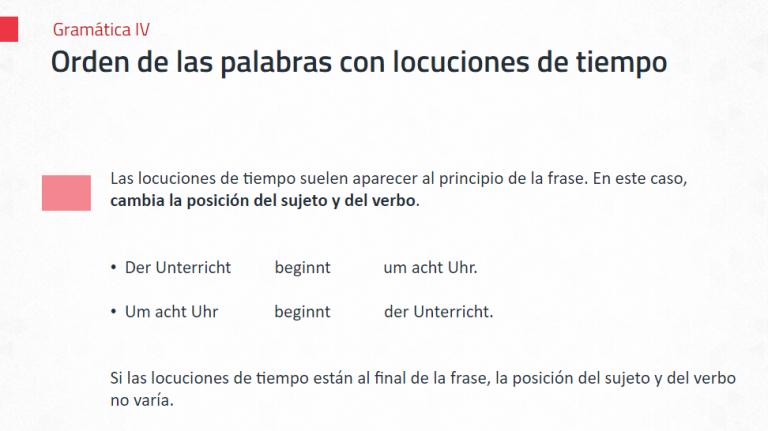 Gramática IV
Orden de las palabras con locuciones de tiempo
Las locuciones de tiempo suelen aparecer al principio de la frase. En este caso,
cambia la posición del sujeto y del verbo.
• Der Unterricht beginnt um acht Uhr.
• Um acht Uhr beginnt der Unterricht.
Si las locuciones de tiempo están al final de la frase, la posición del sujeto y del verbo
no varía.